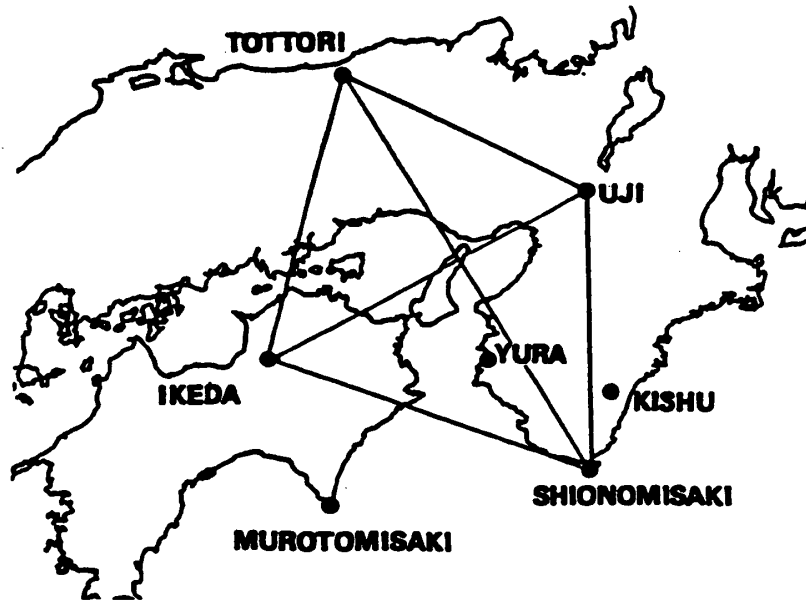 TOTTORI
UJI
YURA
IKEDA
KISHU
SHIONOMISAKI
MUROTOMISAKI